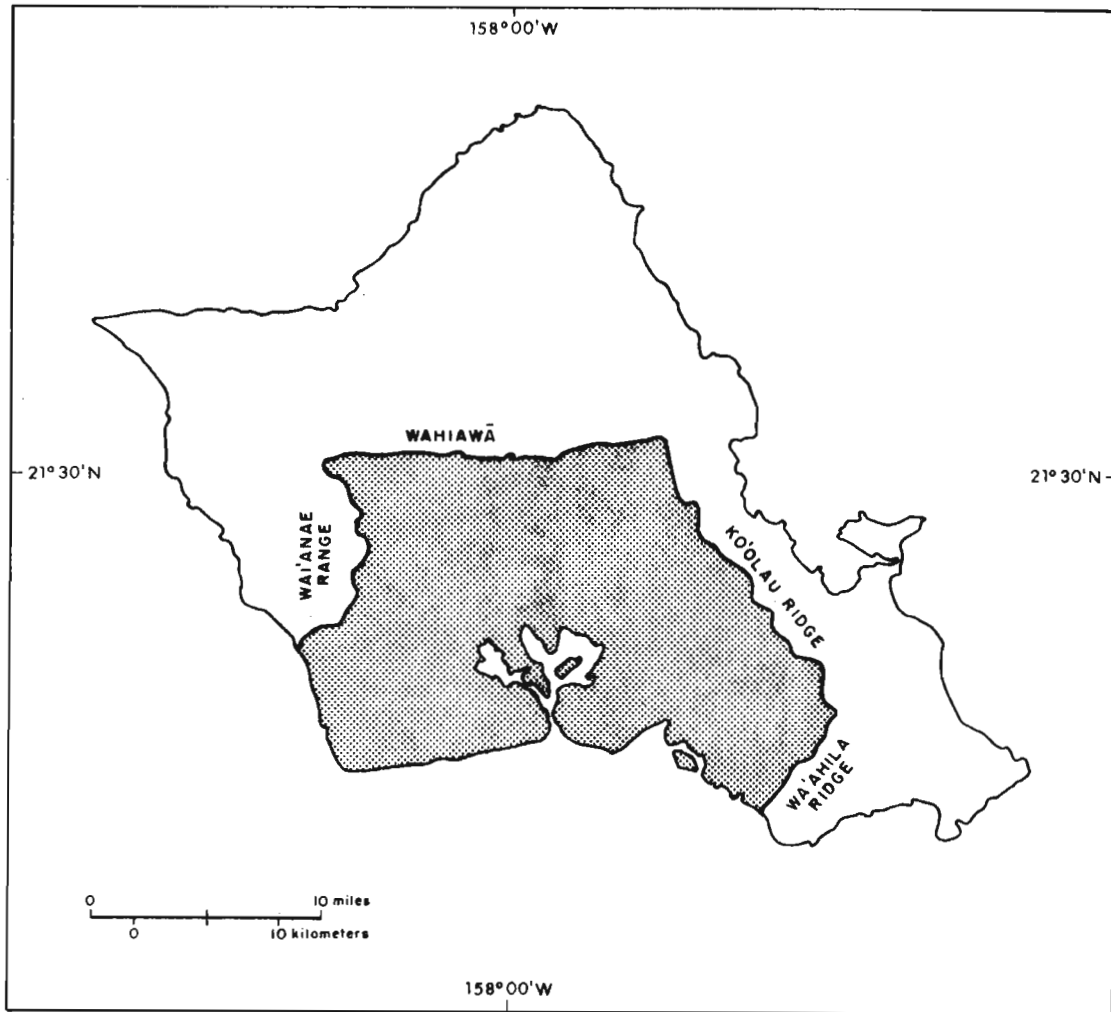 158°00'W
WAHIAWĀ
21°30'N
21°30'N
WAI'ANAE
RANGE
KO'OLAU RIDGE
WA'AHILA
RIDGE
0 10 miles
0 10 kilometers
158°00'W